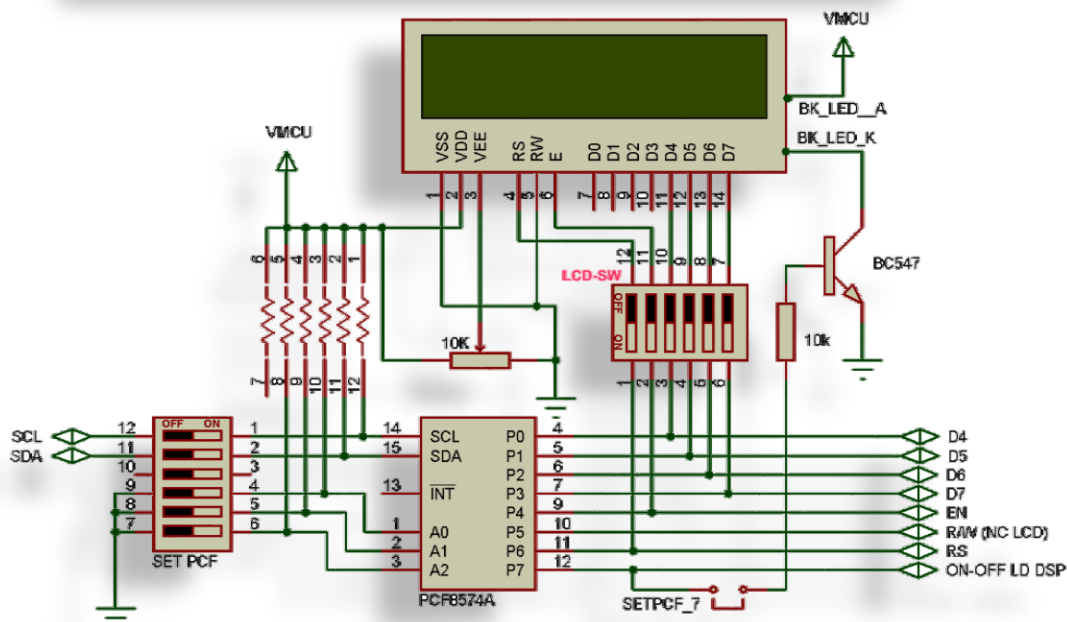 VMCU
BK_LED__A
BK_LED_K
VMCU
VSS VDD VEE RS RW E D0 D1 D2 D3 D4 D5 D6 D7
1 2 3 4 5 6 7 8 9 10 11 12 13 14
6 5 4 3 2 1
12 11 10 9 8 7
LCD-SW
BC547
OFF
ON
10K
10k
7 8 9 10 11 12
1 2 3 4 5 6
OFF ON
SCL 12 1 14 SCL P0 4 D4
SDA 11 2 15 SDA P1 5 D5
10 3 P2 6 D6
9 4 13 INT P3 7 D7
8 5 P4 9 EN
7 6 1 A0 P5 10 R/W (NC LCD)
2 A1 P6 11 RS
3 A2 P7 12 ON-OFF LD DSP
SET PCF
PCF8574A
SETPCF_7